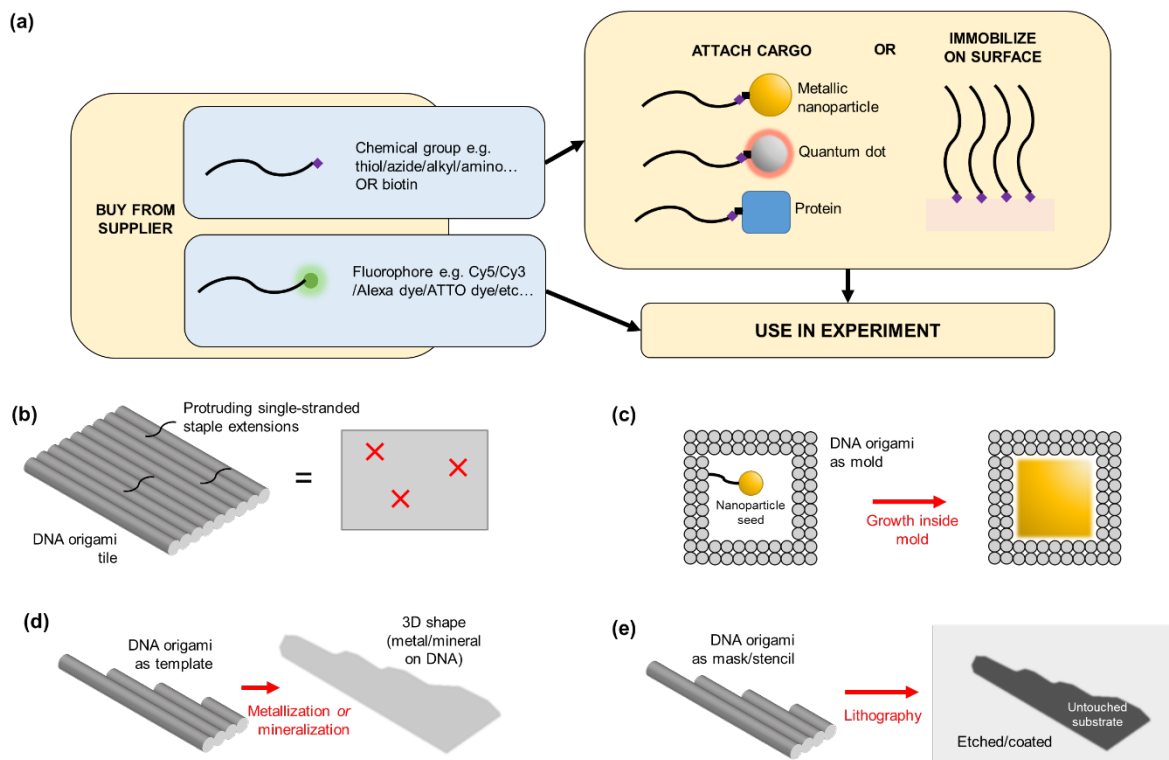 (a)
BUY FROM
SUPPLIER
Chemical group e.g.
thiol/azide/alkyl/amino…
OR biotin
Fluorophore e.g. Cy5/Cy3
/Alexa dye/ATTO dye/etc…
ATTACH CARGO
OR
IMMOBILIZE
ON SURFACE
Metallic
nanoparticle
Quantum dot
Protein
USE IN EXPERIMENT
(b)
Protruding single-stranded
staple extensions
=
DNA origami
tile
(c)
DNA origami
as mold
Nanoparticle
seed
Growth inside
mold
(d)
DNA origami
as template
Metallization or
mineralization
3D shape
(metal/mineral
on DNA)
(e)
DNA origami
as mask/stencil
Lithography
Untouched
substrate
Etched/coated